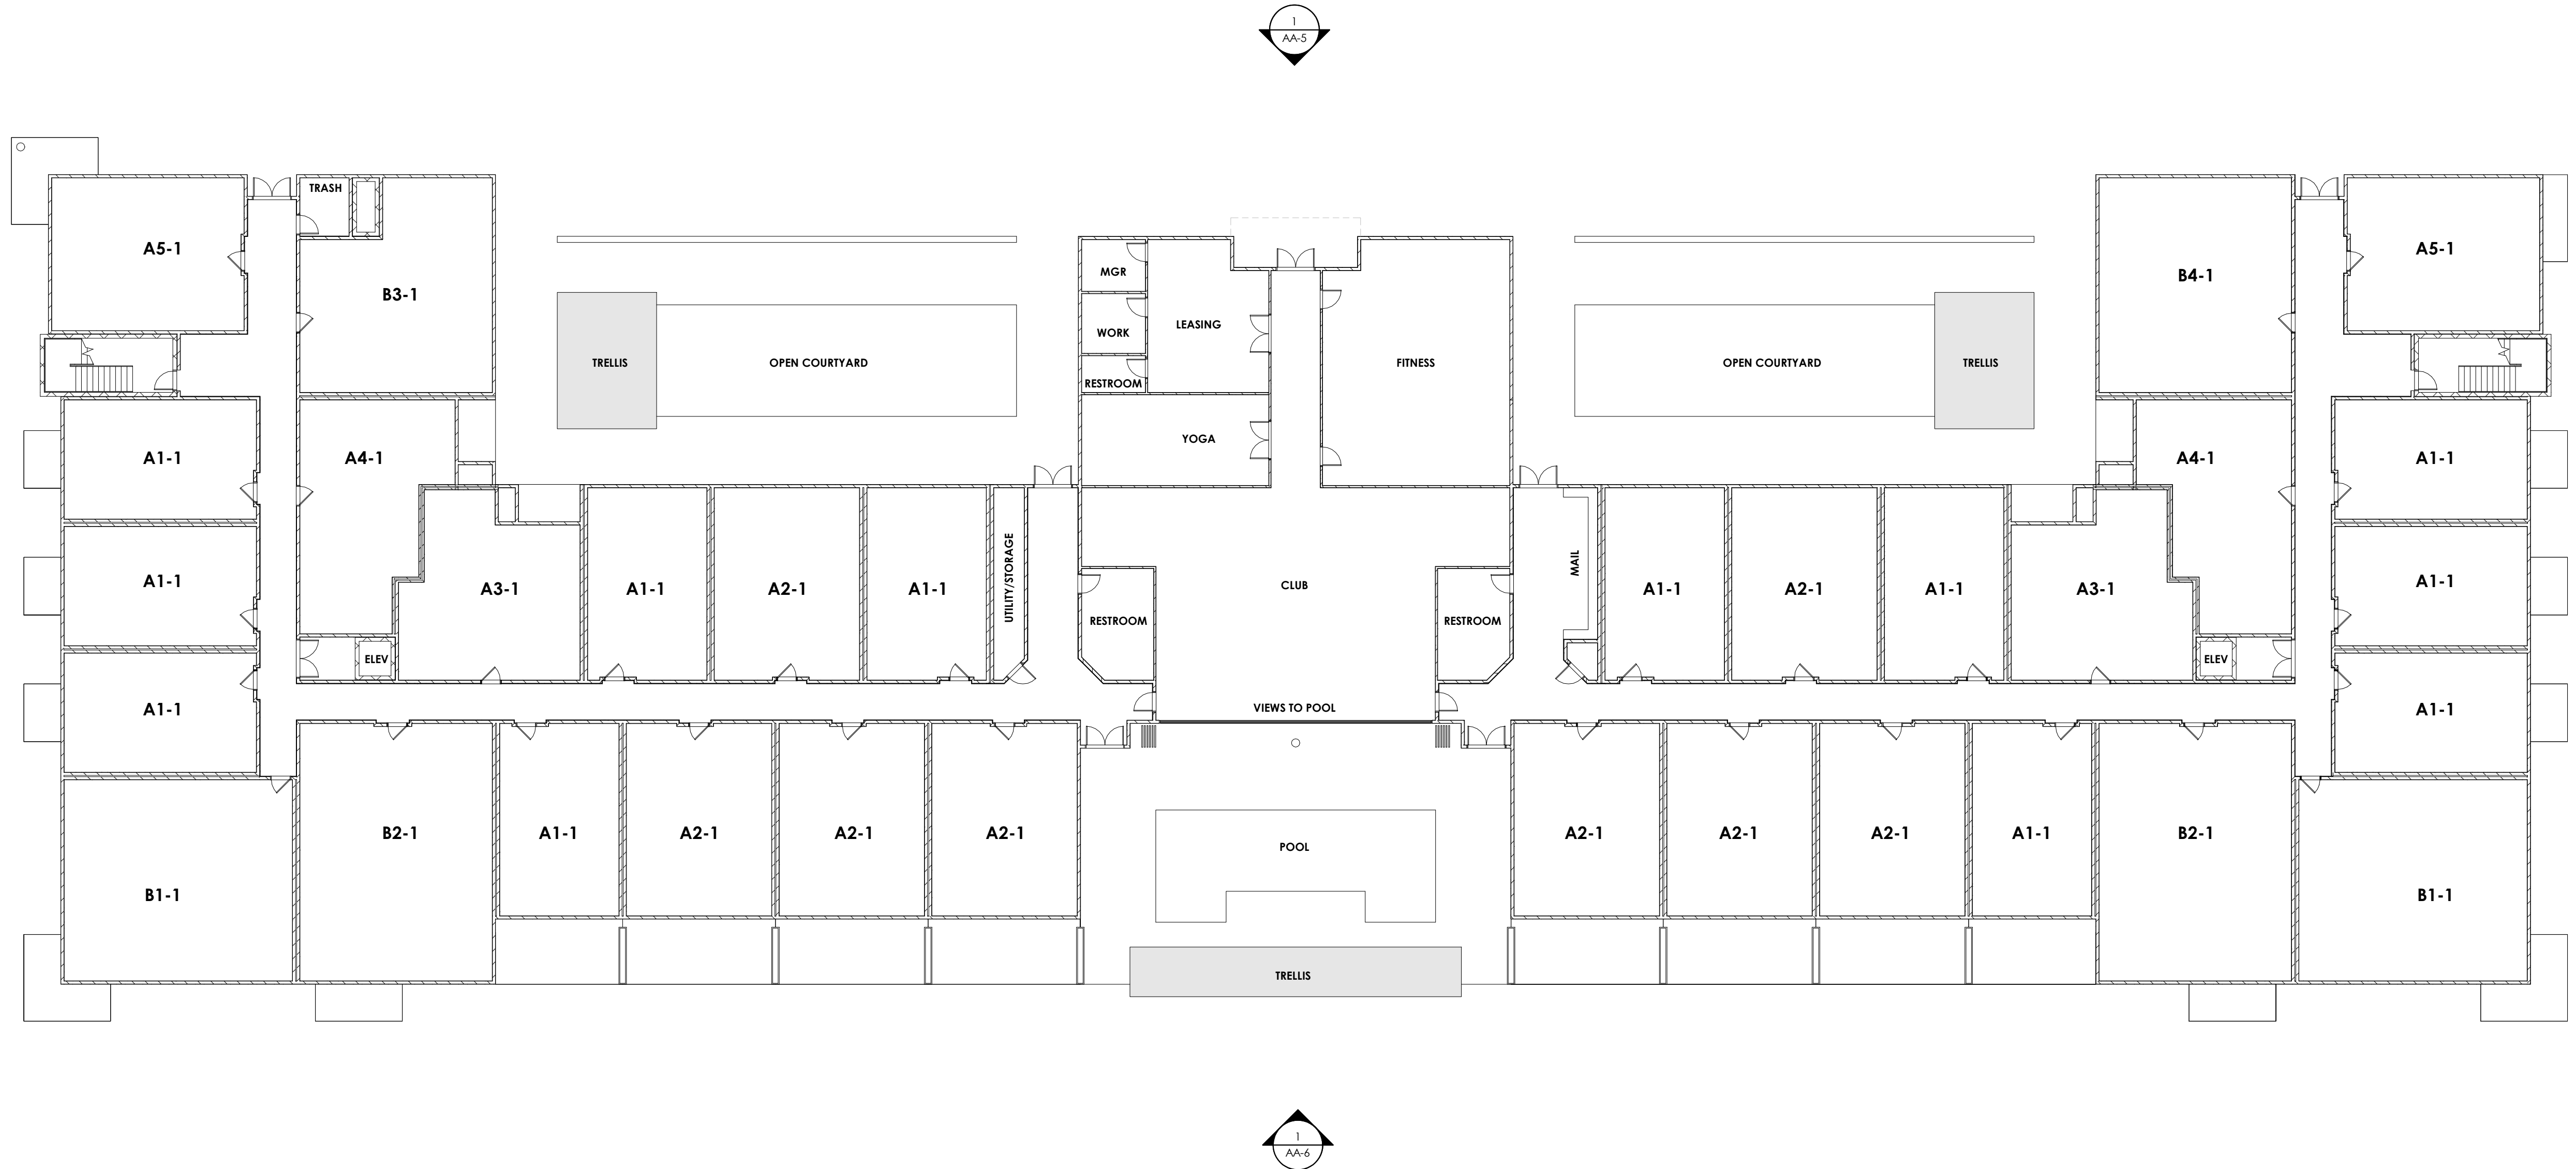 1
AA-5
TRASH
A5-1
B3-1
MGR
WORK
RESTROOM
LEASING
YOGA
FITNESS
TRELLIS
OPEN COURTYARD
OPEN COURTYARD
TRELLIS
B4-1
A5-1
A1-1
A4-1
A4-1
A1-1
A1-1
A3-1
A1-1
A2-1
A1-1
UTILITY/STORAGE
RESTROOM
CLUB
RESTROOM
MAIL
A1-1
A2-1
A1-1
A3-1
A1-1
ELEV
ELEV
A1-1
VIEWS TO POOL
A1-1
B1-1
B2-1
A1-1
A2-1
A2-1
A2-1
POOL
A2-1
A2-1
A2-1
A1-1
B2-1
B1-1
TRELLIS
1
AA-6